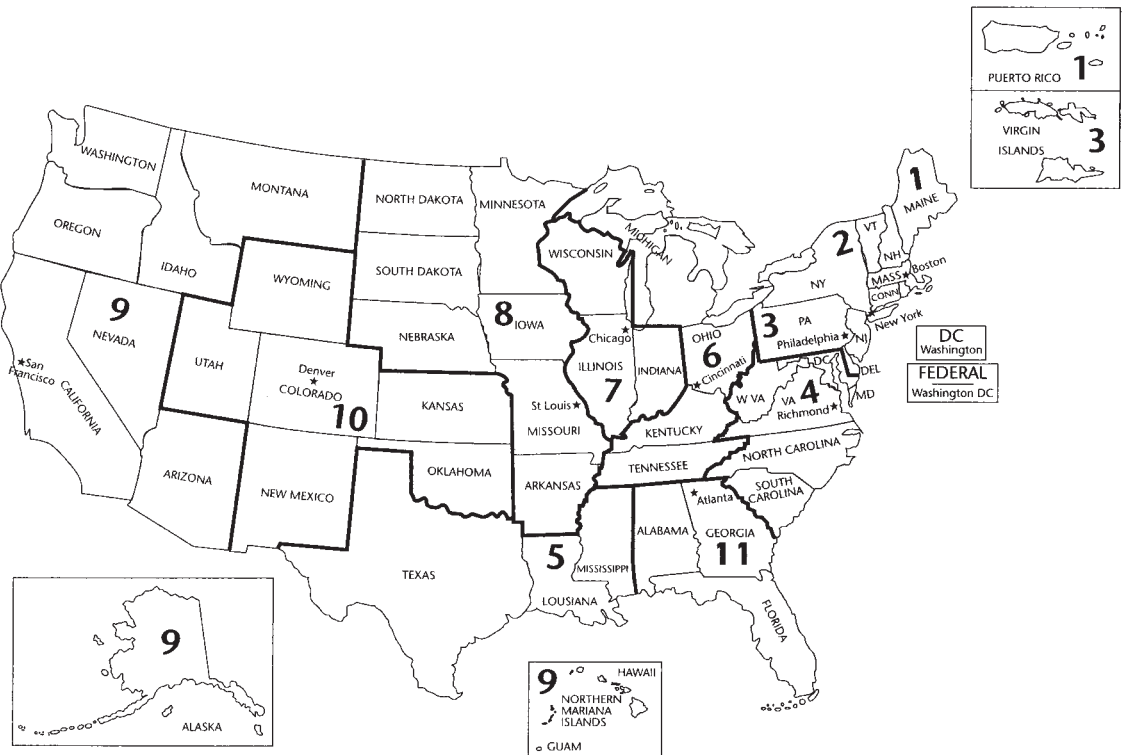 PUERTO RICO 1
VIRGIN
ISLANDS
3
WASHINGTON
OREGON
IDAHO
MONTANA
9
NEVADA
★San
Francisco
CALIFORNIA
ARIZONA
WYOMING
UTAH
Denver
★
COLORADO
10
NEW MEXICO
NORTH DAKOTA
SOUTH DAKOTA
NEBRASKA
MINNESOTA
8 IOWA
St Louis★
MISSOURI
ARKANSAS
KANSAS
OKLAHOMA
TEXAS
5
LOUSIANA
MISSISSIPPI
WISCONSIN
Chicago★
ILLINOIS
7
INDIANA
MICHIGAN
OHIO
6
★Cincinnati
KENTUCKY
TENNESSEE
ALABAMA
★Atlanta
GEORGIA
11
FLORIDA
W VA
VA 4
Richmond★
NORTH CAROLINA
SOUTH
CAROLINA
DC
MD
DEL
3 PA
Philadelphia★
NJ
2
NY
New York
CONN
MASS★Boston
VT
NH
1
MAINE
DC
Washington
FEDERAL
Washington DC
9
ALASKA
9 HAWAII
NORTHERN
MARIANA
ISLANDS
GUAM